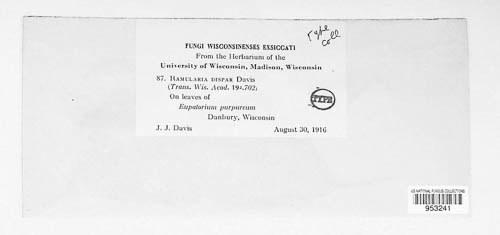 Type
Coll
FUNGI WISCONSINENSES EXSICCATI
From the Herbarium of the
University of Wisconsin, Madison, Wisconsin
87. RAMULARIA DISPAR Davis
(Trans. Wis. Acad. 19².702)
On leaves of
Eupatorium purpureum
Danbury, Wisconsin
J. J. Davis August 30, 1916
TYPE
US NATIONAL FUNGUS COLLECTIONS
953241